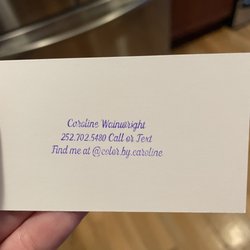 Caroline Wainwright
252.702.5480 Call or Text
Find me at @color.by.caroline